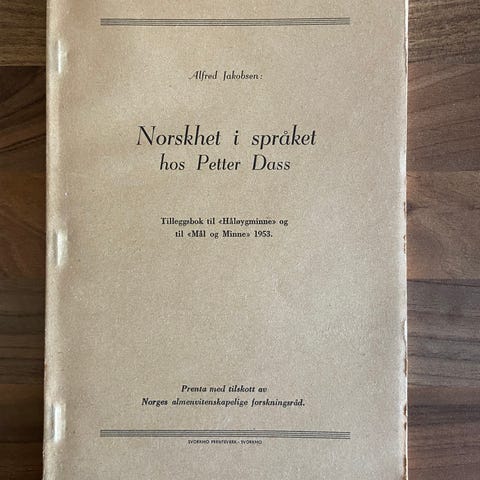 Alfred Jakobsen:
Norskhet i språket
hos Petter Dass
Tilleggsbok til «Håløygminne» og
til «Mål og Minne» 1953.
Prenta med tilskott av
Norges almenvitenskapelige forskningsråd.
SVORKMO PRENTEVERK - SVORKMO